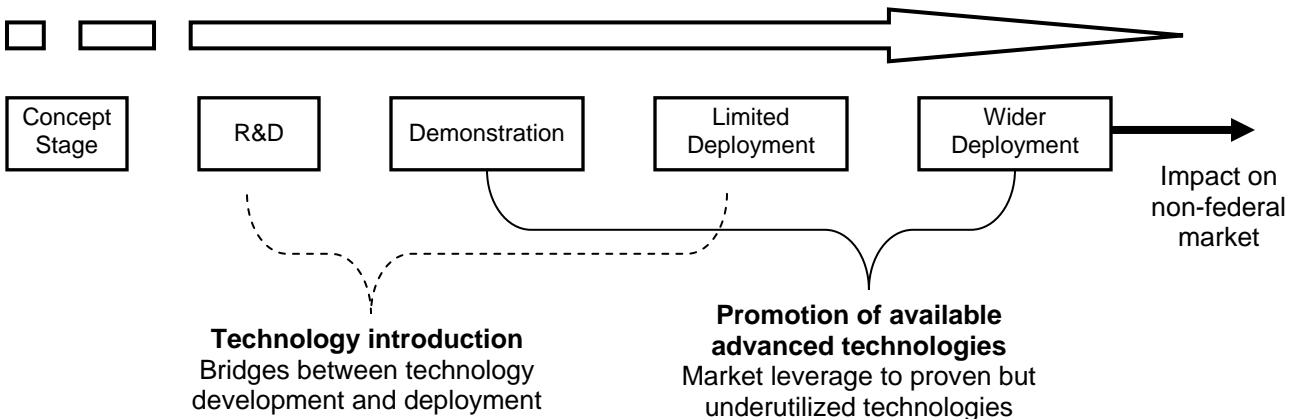 Concept
Stage
R&D
Demonstration
Limited
Deployment
Wider
Deployment
Impact on
non-federal
market
Technology introduction
Bridges between technology
development and deployment
Promotion of available
advanced technologies
Market leverage to proven but
underutilized technologies